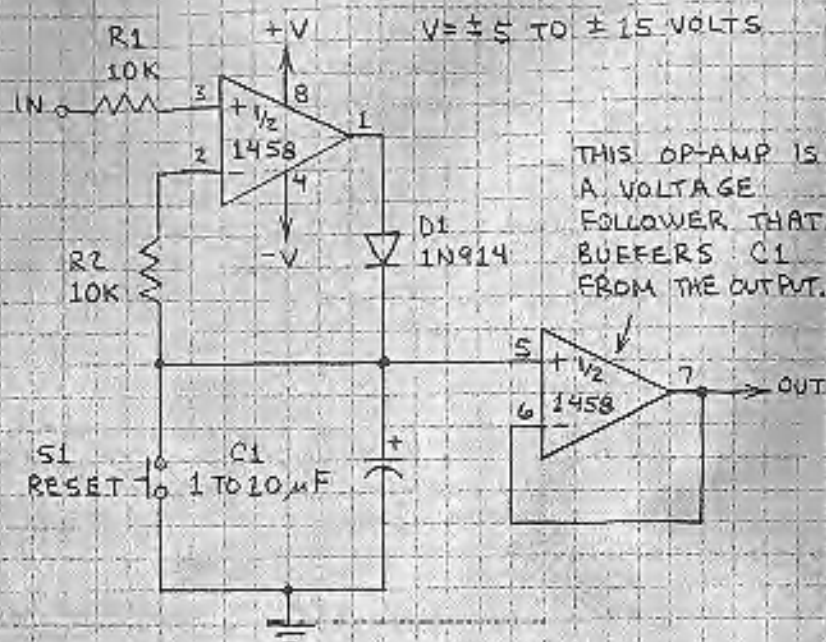 V = ± 5 TO ± 15 VOLTS
+V
R1
10K
IN
3
8
+
1/2
1458
1
2
-
4
-V
THIS OP-AMP IS
A VOLTAGE
FOLLOWER THAT
BUFFERS C1
FROM THE OUTPUT.
D1
1N914
R2
10K
5
+
1/2
1458
7
OUT
6
-
S1
RESET
C1
1 TO 10 µF
+